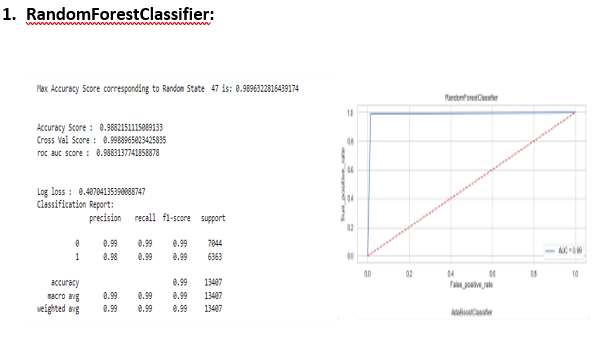 1. RandomForestClassifier:
Max Accuracy Score corresponding to Random State 47 is: 0.9896322816439174
Accuracy Score : 0.9882151115089133
Cross Val Score : 0.9988965023425835
roc auc score : 0.9883137741858878
Log loss : 0.40704135390088747
Classification Report:
precision recall f1-score support
0 0.99 0.99 0.99 7044
1 0.98 0.99 0.99 6363
accuracy 0.99 13407
macro avg 0.99 0.99 0.99 13407
weighted avg 0.99 0.99 0.99 13407
RandomForestClassifier
1.0
0.8
0.6
0.4
0.2
0.0
True_positive_rate
AUC = 0.99
0.0 0.2 0.4 0.6 0.8 1.0
False_positive_rate
AdaBoostClassifier